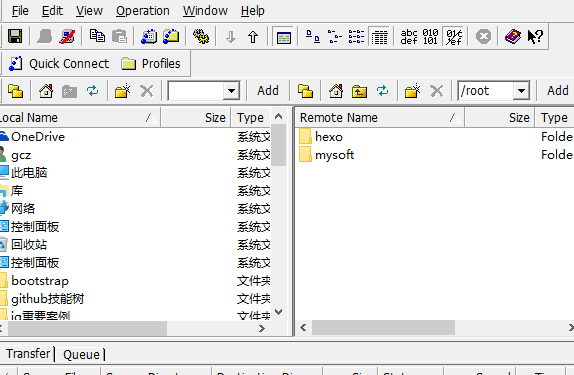 File Edit View Operation Window Help
abc def 010 101
Quick Connect Profiles
Add /root Add
Local Name / Size Type Remote Name / Size Type
OneDrive 系统文 hexo Folde
gcz 系统文 mysoft Folde
此电脑 系统文
库 系统文
网络 系统文
控制面板 系统文
回收站 系统文
控制面板 系统文
bootstrap 文件夹
github技能树 文件夹
Transfer Queue